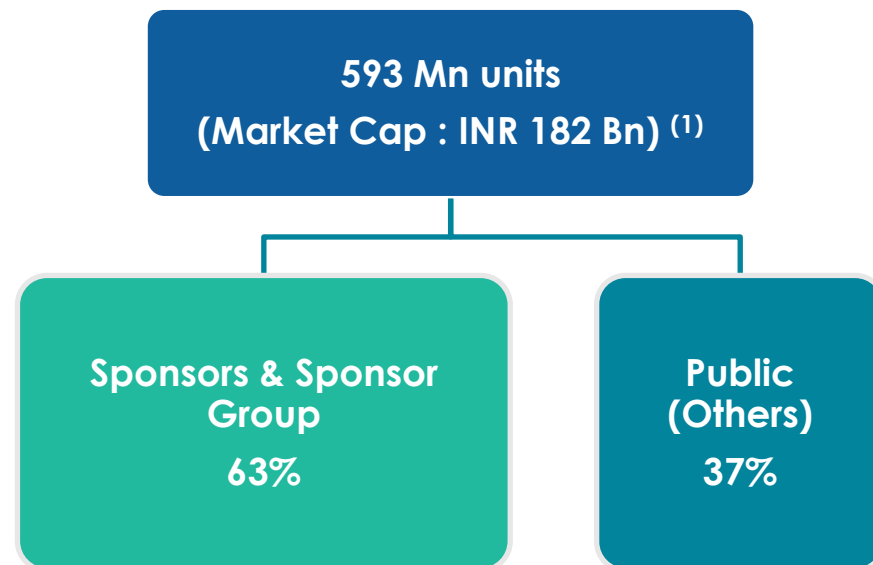 593 Mn units
(Market Cap : INR 182 Bn) (1)
Sponsors & Sponsor
Group
63%
Public
(Others)
37%